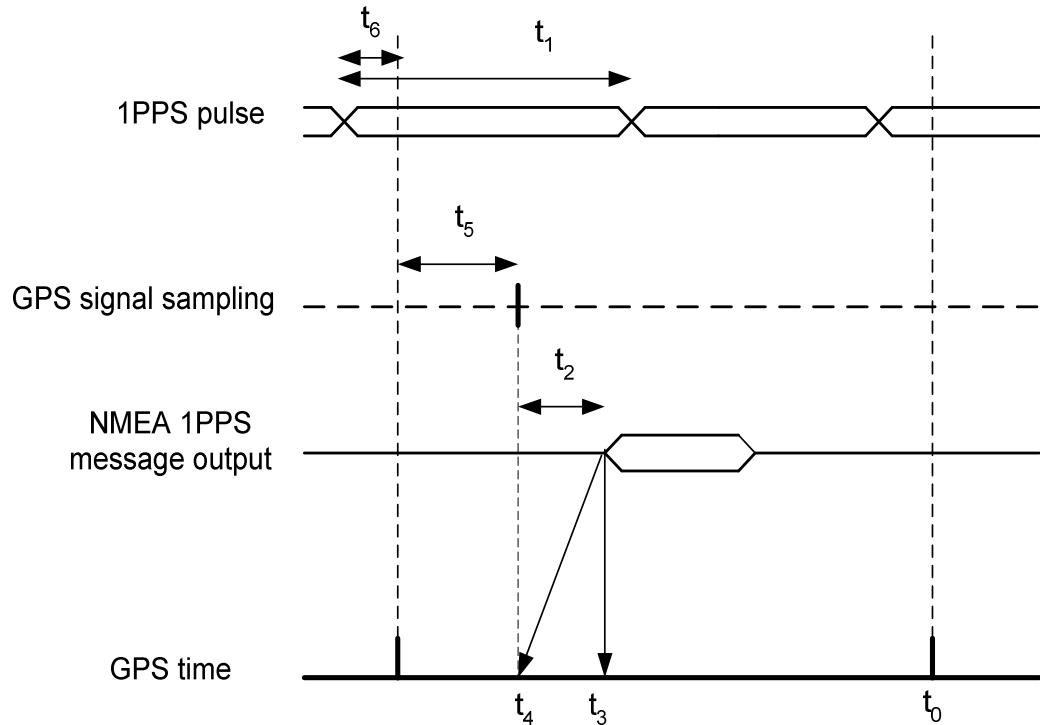 t6
t1
1PPS pulse
t5
GPS signal sampling
t2
NMEA 1PPS
message output
GPS time
t4
t3
t0